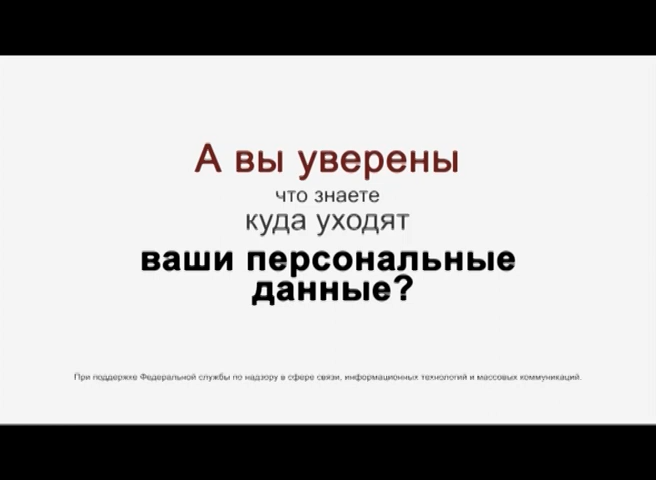 А вы уверены
что знаете
куда уходят
ваши персональные
данные?
При поддержке Федеральной службы по надзору в сфере связи, информационных технологий и массовых коммуникаций.